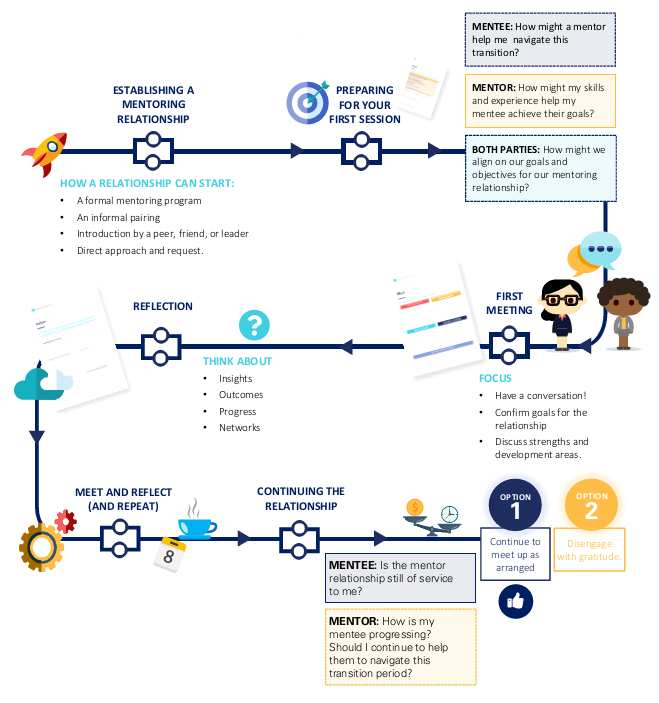 MENTEE: How might a mentor
help me navigate this
transition?
MENTOR: How might my skills
and experience help my
mentee achieve their goals?
BOTH PARTIES: How might we
align on our goals and
objectives for our mentoring
relationship?
ESTABLISHING A
MENTORING
RELATIONSHIP
PREPARING
FOR YOUR
FIRST SESSION
HOW A RELATIONSHIP CAN START:
• A formal mentoring program
• An informal pairing
• Introduction by a peer, friend, or leader
• Direct approach and request.
FIRST
MEETING
FOCUS
• Have a conversation!
• Confirm goals for the
relationship
• Discuss strengths and
development areas.
REFLECTION
?
THINK ABOUT
• Insights
• Outcomes
• Progress
• Networks
MEET AND REFLECT
(AND REPEAT)
8
CONTINUING THE
RELATIONSHIP
$
MENTEE: Is the mentor
relationship still of service
to me?
MENTOR: How is my
mentee progressing?
Should I continue to help
them to navigate this
transition period?
OPTION
1
Continue to
meet up as
arranged
OPTION
2
Disengage
with gratitude.